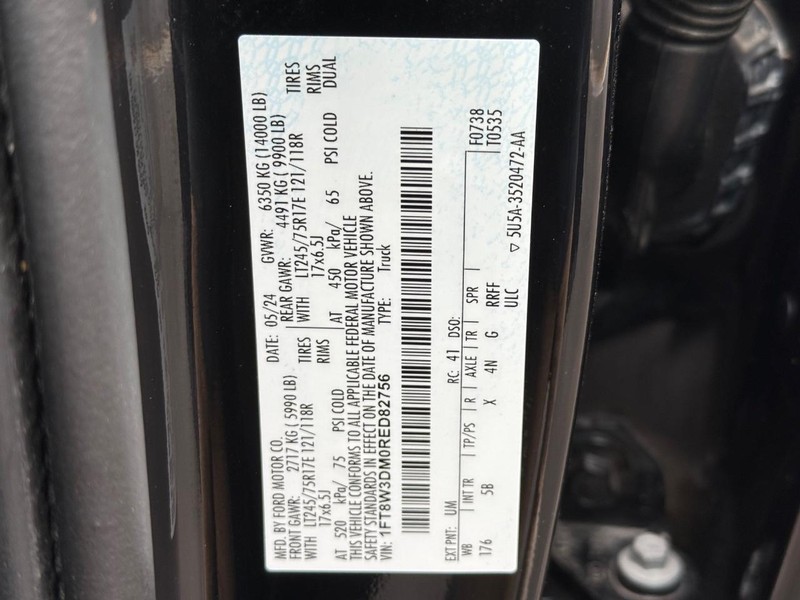 MFD. BY FORD MOTOR CO.
DATE: 05/24 GVWR: 6350 KG (14000 LB)
FRONT GAWR: 2717 KG ( 5990 LB) REAR GAWR: 4491 KG ( 9900 LB)
WITH LT245/75R17E 121/118R TIRES WITH LT245/75R17E 121/118R TIRES
17x6.5J RIMS 17x6.5J RIMS
AT 520 kPa/ 75 PSI COLD AT 450 kPa/ 65 PSI COLD DUAL
THIS VEHICLE CONFORMS TO ALL APPLICABLE FEDERAL MOTOR VEHICLE
SAFETY STANDARDS IN EFFECT ON THE DATE OF MANUFACTURE SHOWN ABOVE.
VIN: 1FT8W3DM0RED82756 TYPE: Truck
EXT PNT: UM RC: 41 DSO: F0738
WB INT TR TP/PS R AXLE TR SPR T0535
176 5B X 4N G RRFF
ULC ▽ 5U5A-3520472-AA